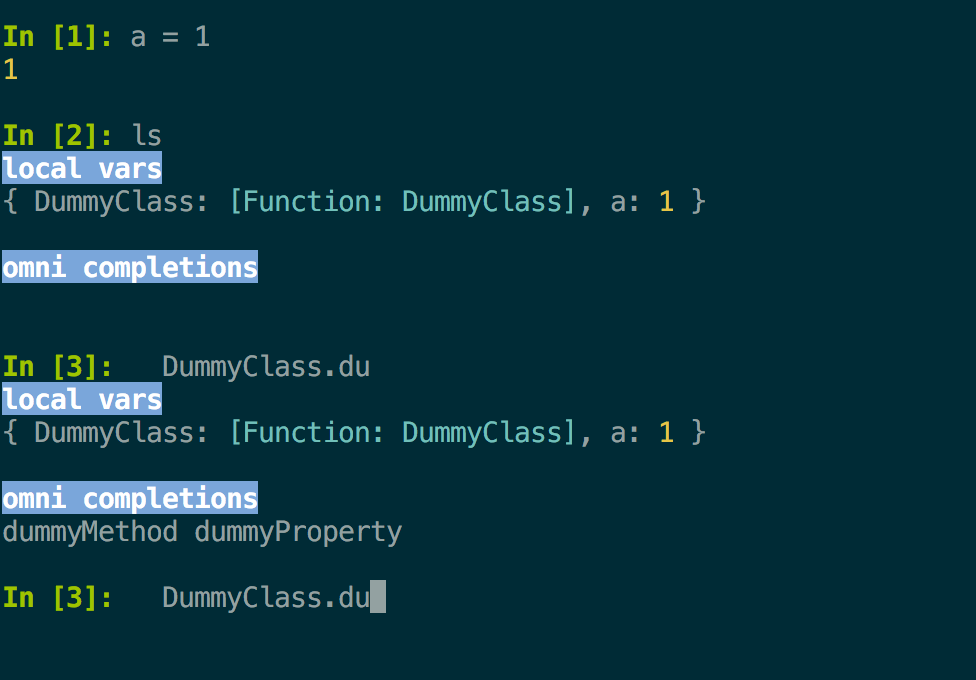 In [1]: a = 1
1
In [2]: ls
local vars
{ DummyClass: [Function: DummyClass], a: 1 }
omni completions
In [3]:   DummyClass.du
local vars
{ DummyClass: [Function: DummyClass], a: 1 }
omni completions
dummyMethod dummyProperty
In [3]:   DummyClass.du